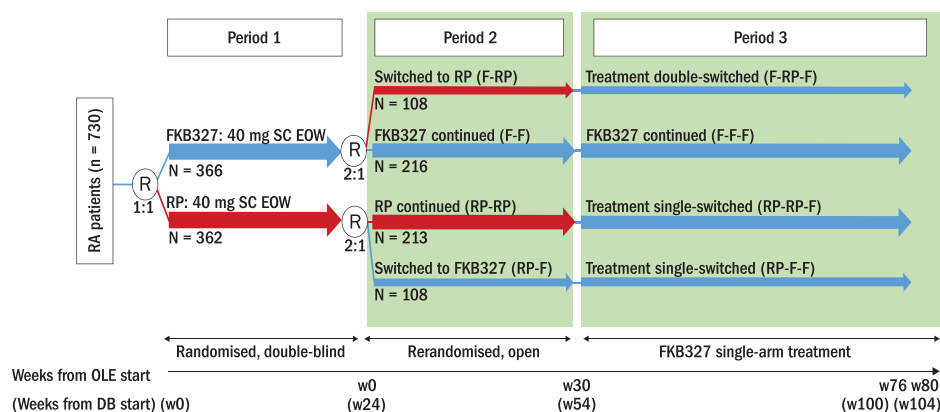 Period 1
Period 2
Period 3
RA patients (n = 730)
R
1:1
FKB327: 40 mg SC EOW
N = 366
RP: 40 mg SC EOW
N = 362
R
2:1
R
2:1
Switched to RP (F-RP)
N = 108
FKB327 continued (F-F)
N = 216
RP continued (RP-RP)
N = 213
Switched to FKB327 (RP-F)
N = 108
Treatment double-switched (F-RP-F)
FKB327 continued (F-F-F)
Treatment single-switched (RP-RP-F)
Treatment single-switched (RP-F-F)
Randomised, double-blind
Rerandomised, open
FKB327 single-arm treatment
Weeks from OLE start
w0 w30 w76 w80
(Weeks from DB start) (w0) (w24) (w54) (w100) (w104)